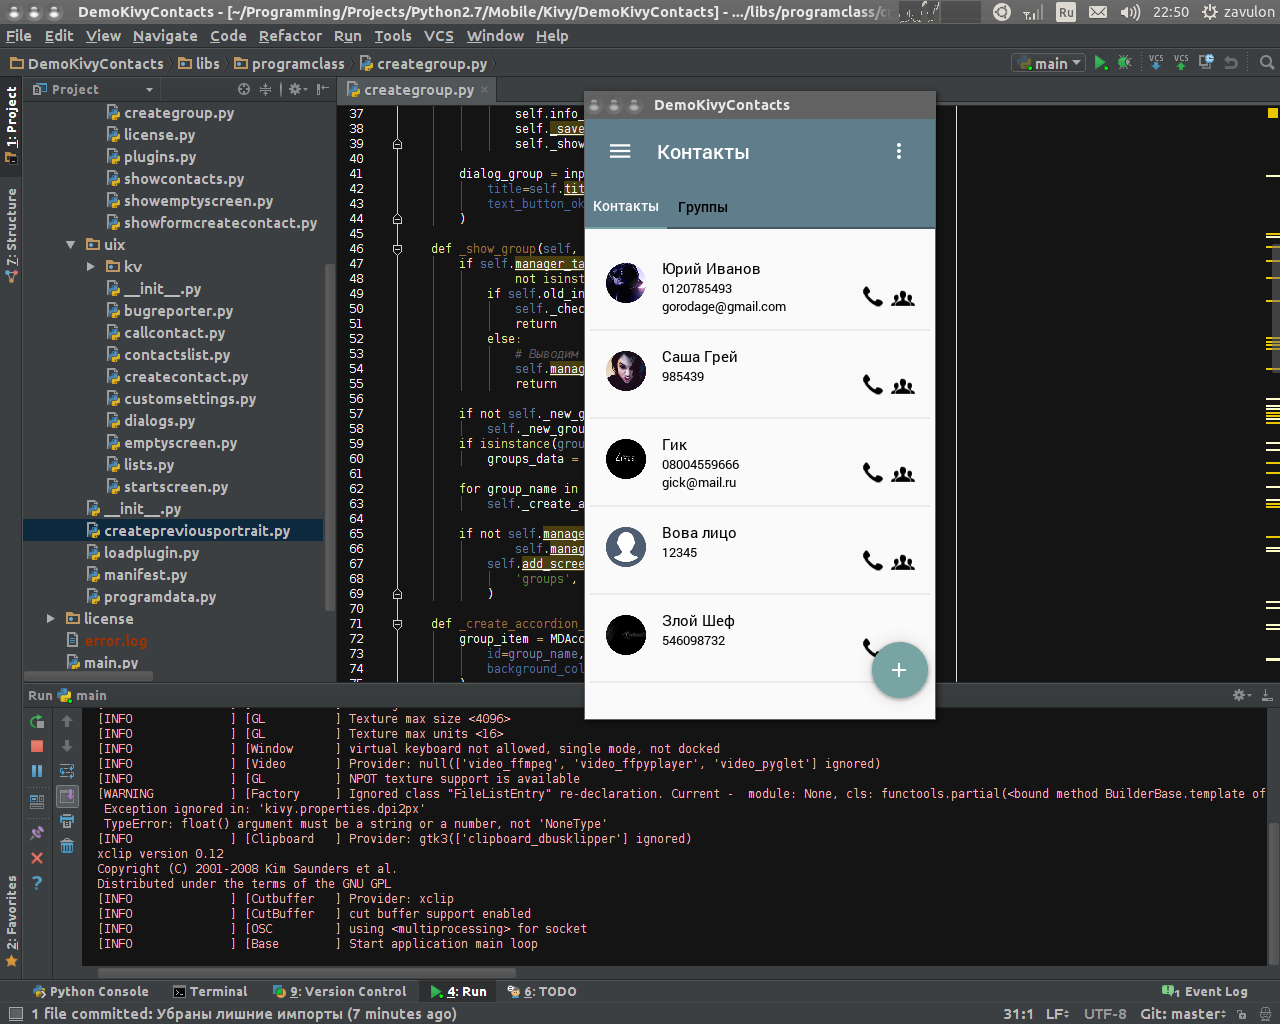 DemoKivyContacts - [~/Programming/Projects/Python2.7/Mobile/Kivy/DemoKivyContacts] - .../libs/programclass/cr
Ru
22:50
zavulon
File Edit View Navigate Code Refactor Run Tools VCS Window Help
DemoKivyContacts libs programclass creategroup.py
main
VCS VCS
Project
creategroup.py
1: Project
7: Structure
2: Favorites
creategroup.py
license.py
plugins.py
showcontacts.py
showemptyscreen.py
showformcreatecontact.py
uix
kv
__init__.py
bugreporter.py
callcontact.py
contactslist.py
createcontact.py
customsettings.py
dialogs.py
emptyscreen.py
lists.py
startscreen.py
__init__.py
createpreviousportrait.py
loadplugin.py
manifest.py
programdata.py
license
error.log
main.py
37 self.info_
38 self._save
39 self._show
40
41 dialog_group = inp
42 title=self.tit
43 text_button_ok
44 )
45
46 def _show_group(self,
47 if self.manager_ta
48 not isinst
49 if self.old_in
50 self._chec
51 return
52 else:
53 # Выводим
54 self.manag
55 return
56
57 if not self._new_g
58 self._new_grou
59 if isinstance(grou
60 groups_data =
61
62 for group_name in
63 self._create_a
64
65 if not self.manage
66 self.manag
67 self.add_scree
68 'groups',
69 )
70
71 def _create_accordion_
72 group_item = MDAcc
73 id=group_name,
74 background_col
DemoKivyContacts
Контакты
Контакты Группы
Юрий Иванов
0120785493
gorodage@gmail.com
Саша Грей
985439
Гик
08004559666
gick@mail.ru
Вова лицо
12345
Злой Шеф
546098732
+
Run main
[INFO ] [GL ] Texture max size <4096>
[INFO ] [GL ] Texture max units <16>
[INFO ] [Window ] virtual keyboard not allowed, single mode, not docked
[INFO ] [Video ] Provider: null(['video_ffmpeg', 'video_ffpyplayer', 'video_pyglet'] ignored)
[INFO ] [GL ] NPOT texture support is available
[WARNING ] [Factory ] Ignored class "FileListEntry" re-declaration. Current - module: None, cls: functools.partial(<bound method BuilderBase.template of
Exception ignored in: 'kivy.properties.dpi2px'
TypeError: float() argument must be a string or a number, not 'NoneType'
[INFO ] [Clipboard ] Provider: gtk3(['clipboard_dbusklipper'] ignored)
xclip version 0.12
Copyright (C) 2001-2008 Kim Saunders et al.
Distributed under the terms of the GNU GPL
[INFO ] [Cutbuffer ] Provider: xclip
[INFO ] [CutBuffer ] cut buffer support enabled
[INFO ] [OSC ] using <multiprocessing> for socket
[INFO ] [Base ] Start application main loop
Python Console Terminal 9: Version Control 4: Run 6: TODO
1 Event Log
1 file committed: Убраны лишние импорты (7 minutes ago)
31:1 LF UTF-8 Git: master